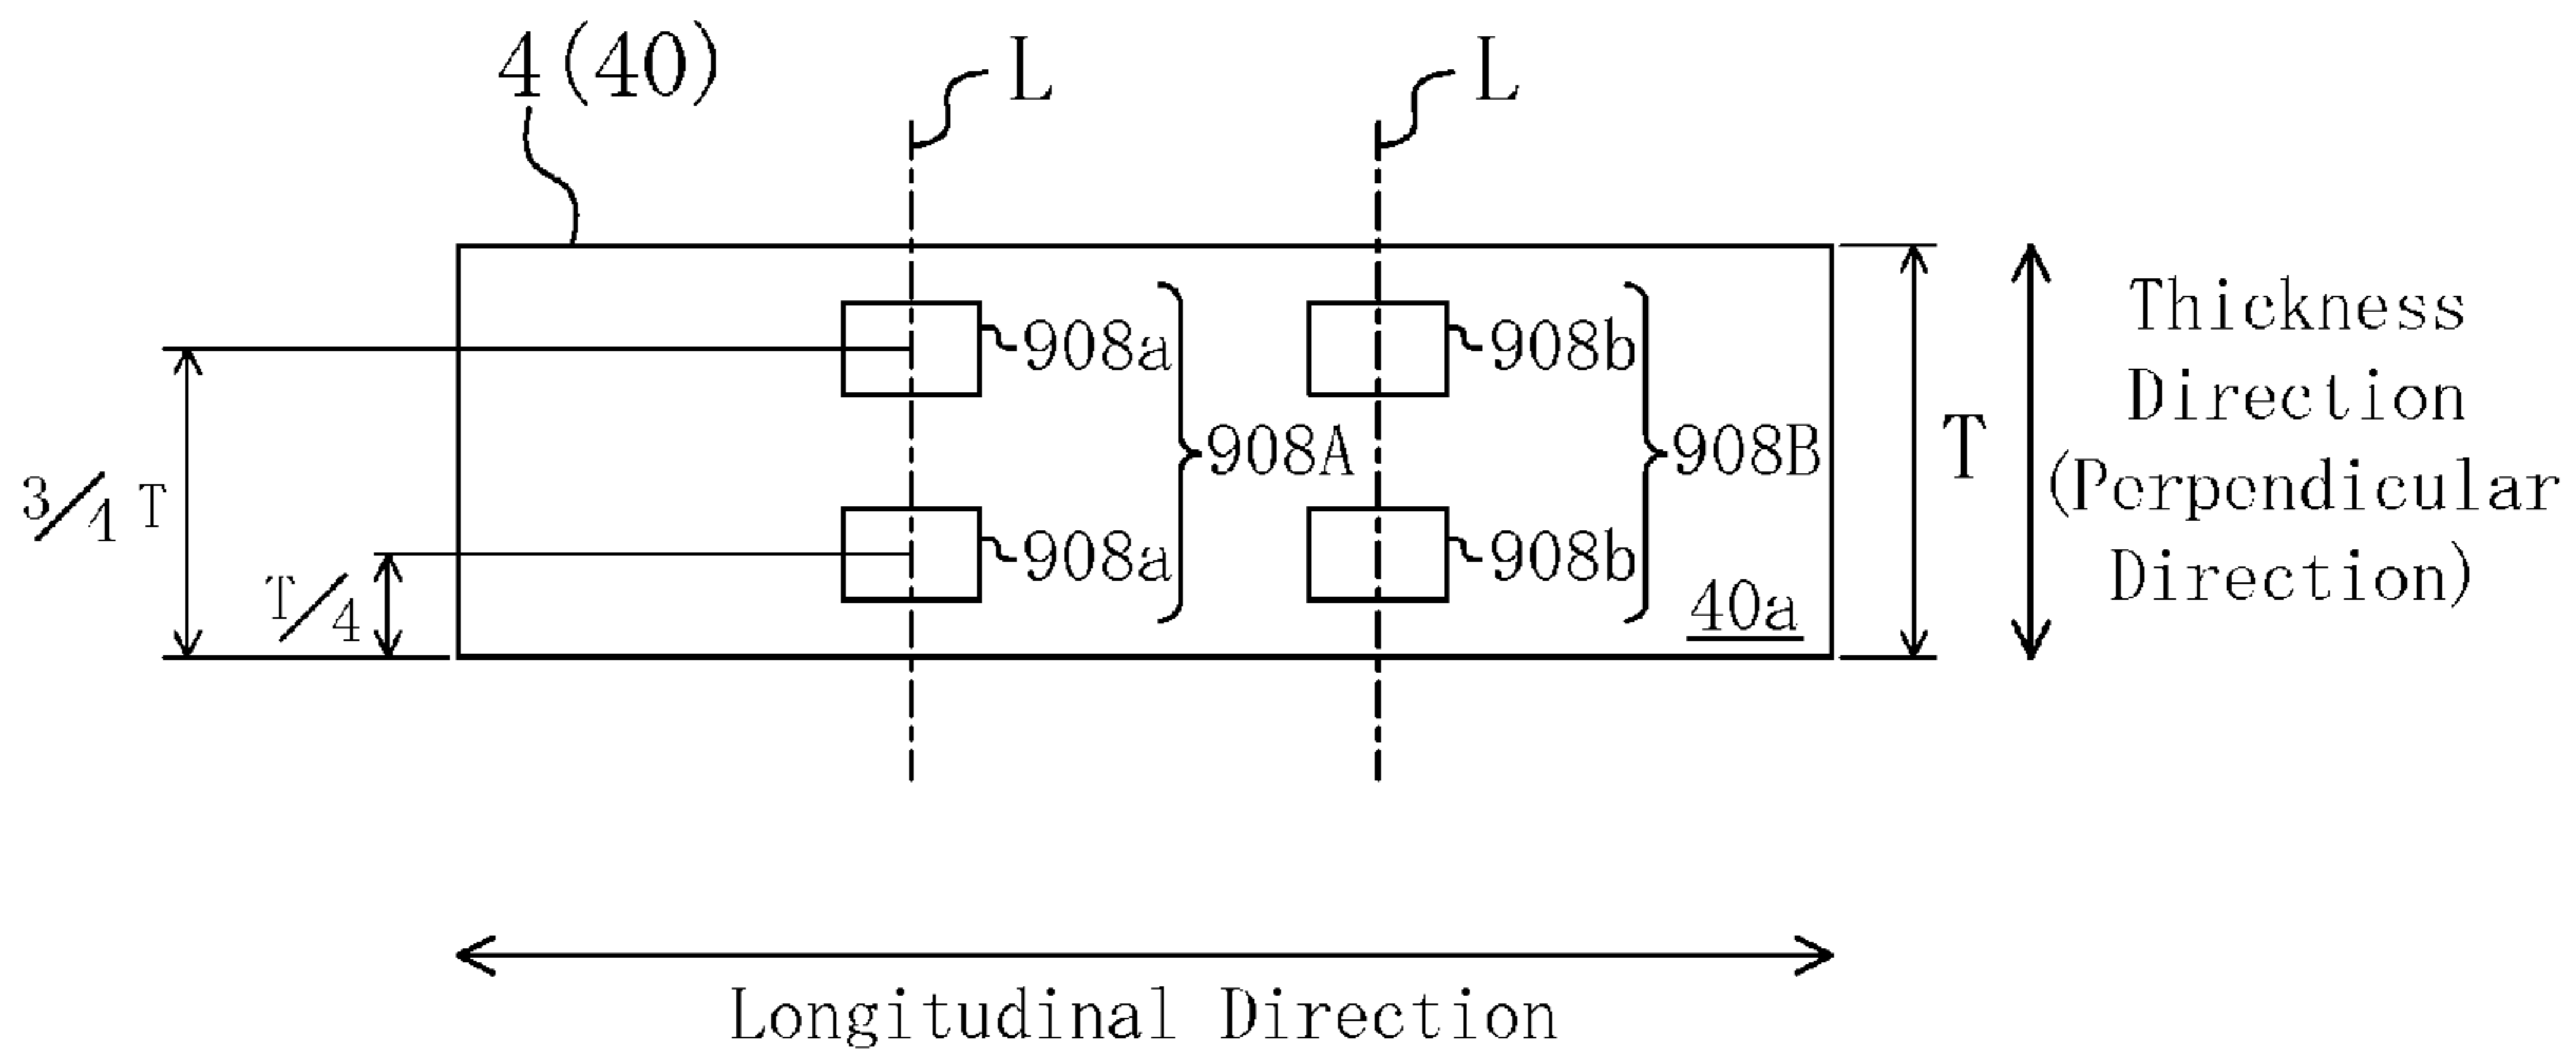 4(40)
L
L
908a
908b
Thickness
Direction
(Perpendicular
Direction)
908A
908B
T
3/4 T
908a
908b
T/4
40a
Longitudinal Direction